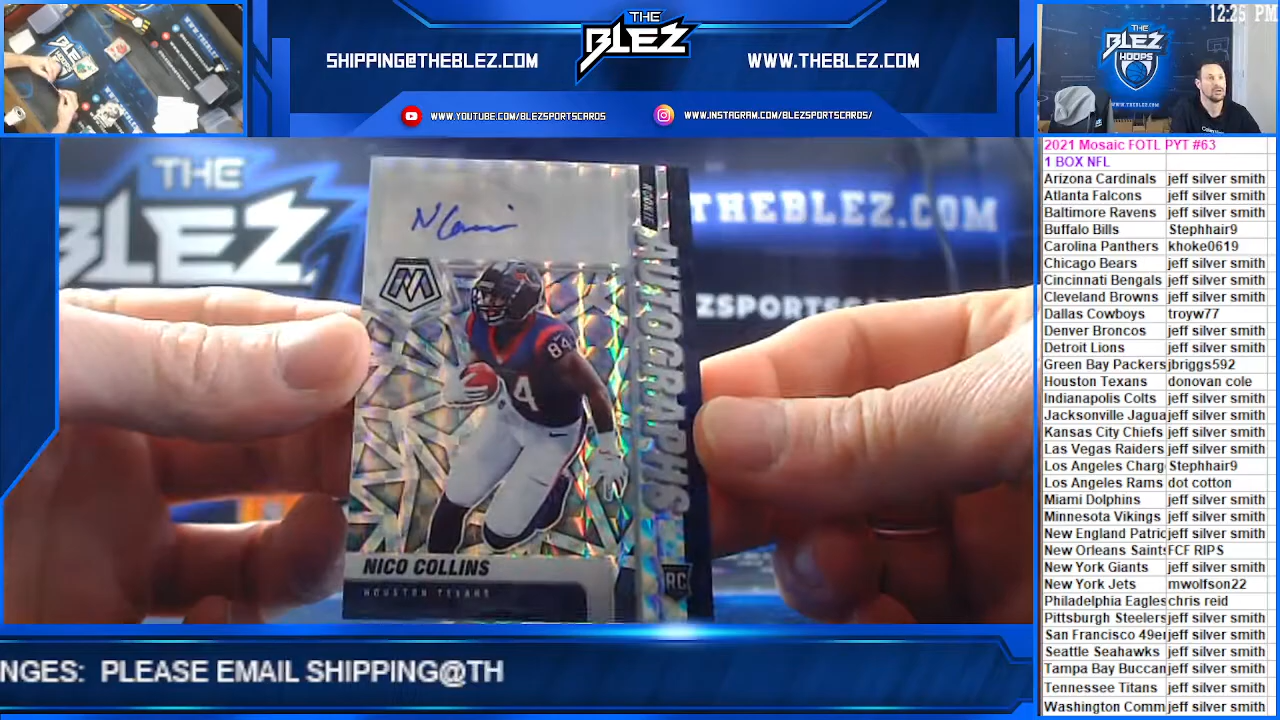 THE
BLEZ
SHIPPING@THEBLEZ.COM
WWW.THEBLEZ.COM
WWW.YOUTUBE.COM/BLEZSPORTSCARDS
WWW.INSTAGRAM.COM/BLEZSPORTSCARDS/
12:25 PM
THE
BLEZ
HOOPS
WWW.THEBLEZ.COM
THE
BLEZ
THEBLEZ.COM
EZSPORTSCA
ROOKIE
AUTOGRAPHS
M
84
4
NICO COLLINS
HOUSTON TEXANS
RC
NGES: PLEASE EMAIL SHIPPING@TH
2021 Mosaic FOTL PYT #63
1 BOX NFL
Arizona Cardinals jeff silver smith
Atlanta Falcons jeff silver smith
Baltimore Ravens jeff silver smith
Buffalo Bills Stephhair9
Carolina Panthers khoke0619
Chicago Bears jeff silver smith
Cincinnati Bengals jeff silver smith
Cleveland Browns jeff silver smith
Dallas Cowboys troyw77
Denver Broncos jeff silver smith
Detroit Lions jeff silver smith
Green Bay Packers jbriggs592
Houston Texans donovan cole
Indianapolis Colts jeff silver smith
Jacksonville Jagua jeff silver smith
Kansas City Chiefs jeff silver smith
Las Vegas Raiders jeff silver smith
Los Angeles Charg Stephhair9
Los Angeles Rams dot cotton
Miami Dolphins jeff silver smith
Minnesota Vikings jeff silver smith
New England Patric jeff silver smith
New Orleans Saints FCF RIPS
New York Giants jeff silver smith
New York Jets mwolfson22
Philadelphia Eagles chris reid
Pittsburgh Steelers jeff silver smith
San Francisco 49e jeff silver smith
Seattle Seahawks jeff silver smith
Tampa Bay Buccan jeff silver smith
Tennessee Titans jeff silver smith
Washington Comm jeff silver smith